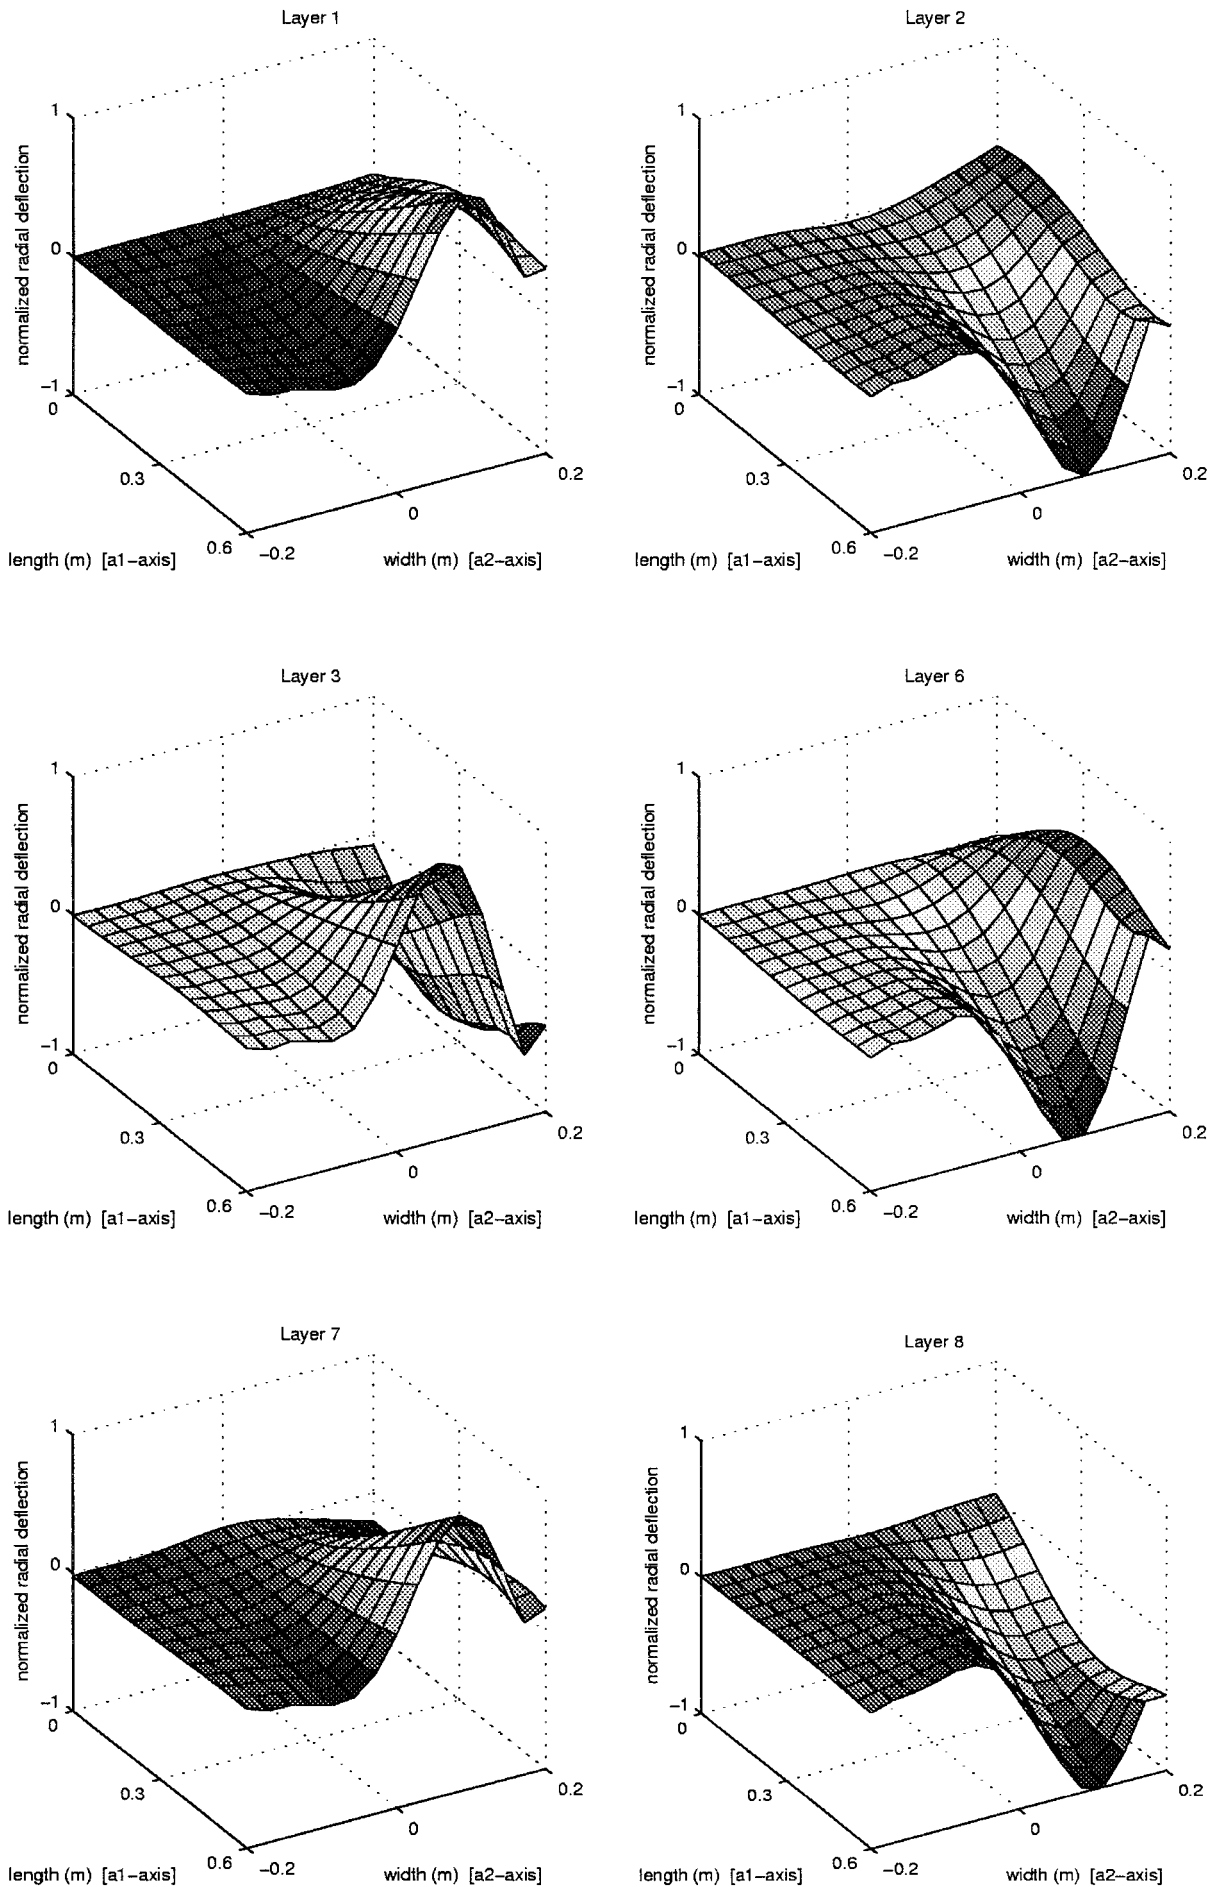 Layer 1
1
0
−1
normalized radial deflection
0
0.3
0.6
length (m) [a1−axis]
−0.2
0
0.2
width (m) [a2−axis]
Layer 2
1
0
−1
normalized radial deflection
0
0.3
0.6
length (m) [a1−axis]
−0.2
0
0.2
width (m) [a2−axis]
Layer 3
1
0
−1
normalized radial deflection
0
0.3
0.6
length (m) [a1−axis]
−0.2
0
0.2
width (m) [a2−axis]
Layer 6
1
0
−1
normalized radial deflection
0
0.3
0.6
length (m) [a1−axis]
−0.2
0
0.2
width (m) [a2−axis]
Layer 7
1
0
−1
normalized radial deflection
0
0.3
0.6
length (m) [a1−axis]
−0.2
0
0.2
width (m) [a2−axis]
Layer 8
1
0
−1
normalized radial deflection
0
0.3
0.6
length (m) [a1−axis]
−0.2
0
0.2
width (m) [a2−axis]